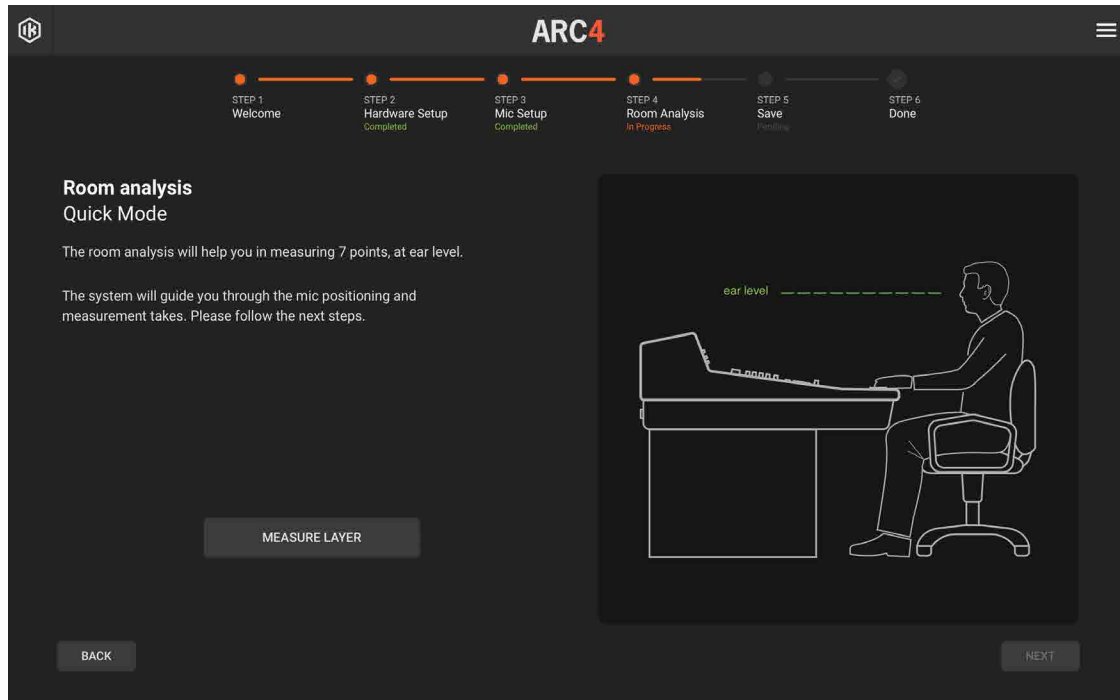 ARC4
STEP 1
Welcome
STEP 2
Hardware Setup
Completed
STEP 3
Mic Setup
Completed
STEP 4
Room Analysis
In Progress
STEP 5
Save
Pending
STEP 6
Done
Room analysis
Quick Mode
The room analysis will help you in measuring 7 points, at ear level.
The system will guide you through the mic positioning and
measurement takes. Please follow the next steps.
ear level
MEASURE LAYER
BACK
NEXT